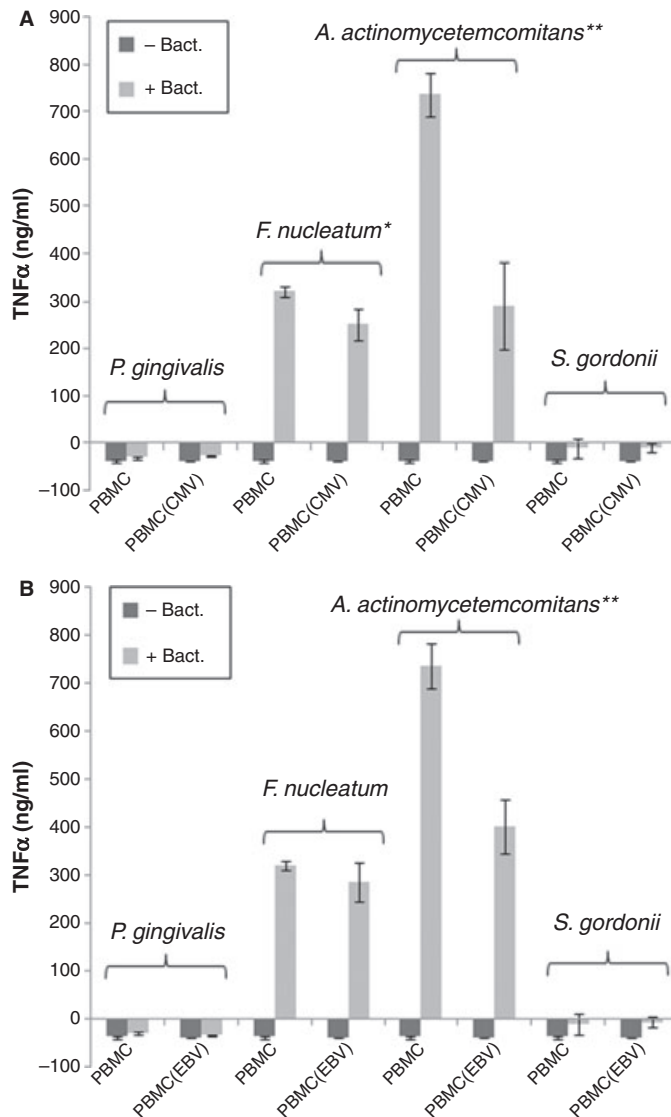 A
900
800
700
600
500
400
300
200
100
0
–100
TNFα (ng/ml)
– Bact.
+ Bact.
A. actinomycetemcomitans**
F. nucleatum*
P. gingivalis
S. gordonii
PBMC
PBMC(CMV)
PBMC
PBMC(CMV)
PBMC
PBMC(CMV)
PBMC
PBMC(CMV)
B
900
800
700
600
500
400
300
200
100
0
–100
TNFα (ng/ml)
– Bact.
+ Bact.
A. actinomycetemcomitans**
F. nucleatum
P. gingivalis
S. gordonii
PBMC
PBMC(EBV)
PBMC
PBMC(EBV)
PBMC
PBMC(EBV)
PBMC
PBMC(EBV)